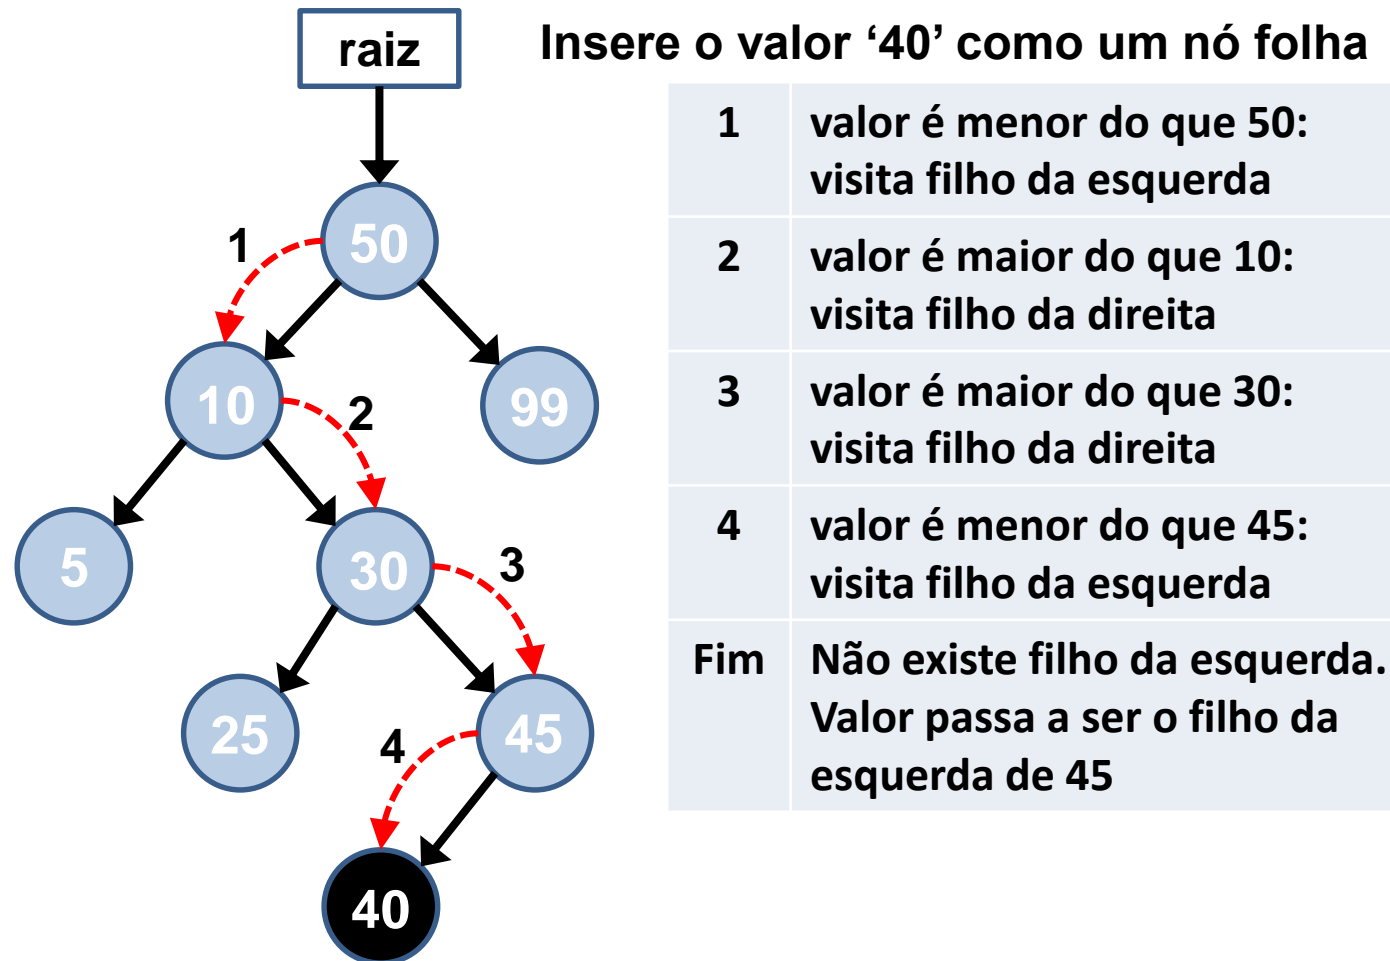 raiz
Insere o valor ‘40’ como um nó folha
50
1
10
2
99
5
30
3
25
4
45
40
1 valor é menor do que 50:
visita filho da esquerda
2 valor é maior do que 10:
visita filho da direita
3 valor é maior do que 30:
visita filho da direita
4 valor é menor do que 45:
visita filho da esquerda
Fim Não existe filho da esquerda.
Valor passa a ser o filho da
esquerda de 45